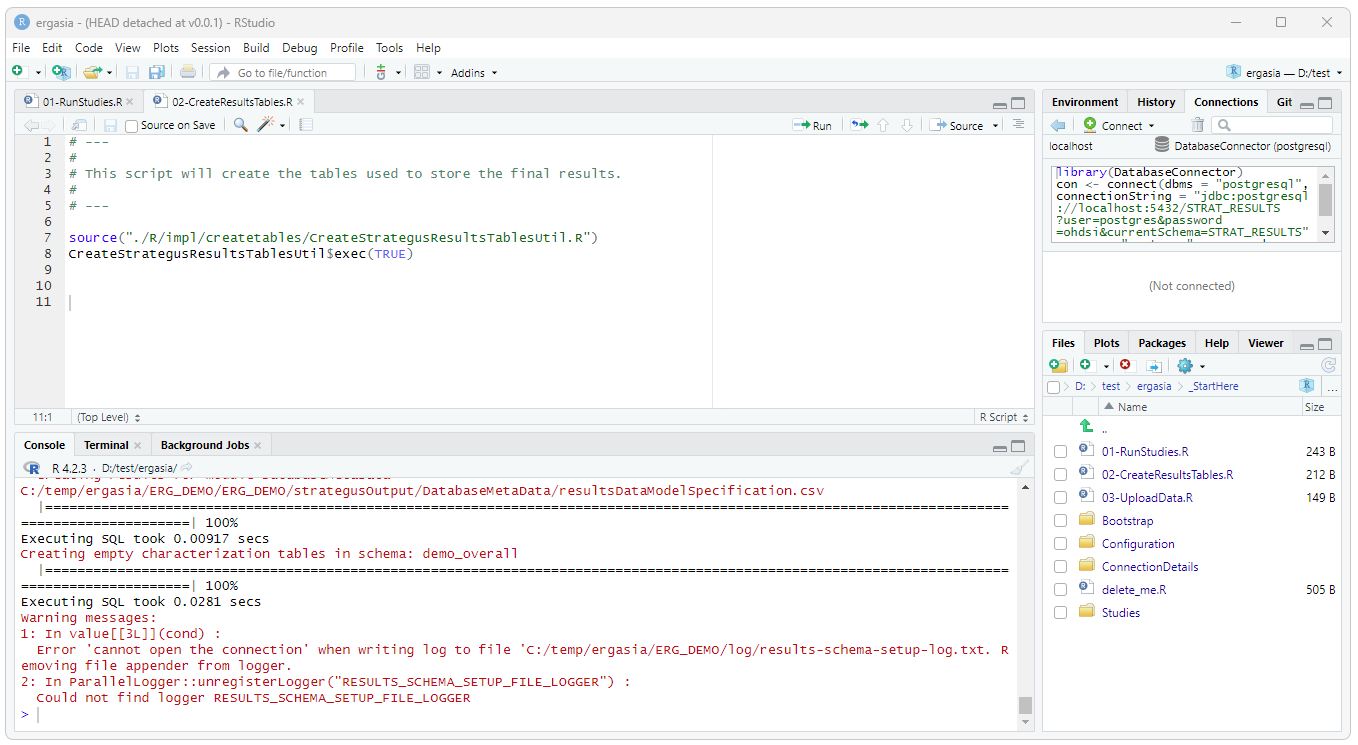 ergasia - (HEAD detached at v0.0.1) - RStudio
File Edit Code View Plots Session Build Debug Profile Tools Help
Go to file/function Addins ergasia — D:/test
01-RunStudies.R 02-CreateResultsTables.R
Source on Save Run Source
1 # ---
2 #
3 # This script will create the tables used to store the final results.
4 #
5 # ---
6
7 source("./R/impl/createtables/CreateStrategusResultsTablesUtil.R")
8 CreateStrategusResultsTablesUtil$exec(TRUE)
9
10
11
11:1 (Top Level) R Script
Console Terminal Background Jobs
R 4.2.3 · D:/test/ergasia/
C:/temp/ergasia/ERG_DEMO/ERG_DEMO/strategusOutput/DatabaseMetaData/resultsDataModelSpecification.csv
|=========================================================================================================================
=====================| 100%
Executing SQL took 0.00917 secs
Creating empty characterization tables in schema: demo_overall
|=========================================================================================================================
=====================| 100%
Executing SQL took 0.0281 secs
Warning messages:
1: In value[[3L]](cond) :
Error 'cannot open the connection' when writing log to file 'C:/temp/ergasia/ERG_DEMO/log/results-schema-setup-log.txt. R
emoving file appender from logger.
2: In ParallelLogger::unregisterLogger("RESULTS_SCHEMA_SETUP_FILE_LOGGER") :
Could not find logger RESULTS_SCHEMA_SETUP_FILE_LOGGER
>
Environment History Connections Git
Connect
localhost DatabaseConnector (postgresql)
library(DatabaseConnector)
con <- connect(dbms = "postgresql",
connectionString = "jdbc:postgresql
://localhost:5432/STRAT_RESULTS
?user=postgres&password
=ohdsi&currentSchema=STRAT_RESULTS"
(Not connected)
Files Plots Packages Help Viewer
D: test ergasia _StartHere ...
Name Size
..
01-RunStudies.R 243 B
02-CreateResultsTables.R 212 B
03-UploadData.R 149 B
Bootstrap
Configuration
ConnectionDetails
delete_me.R 505 B
Studies